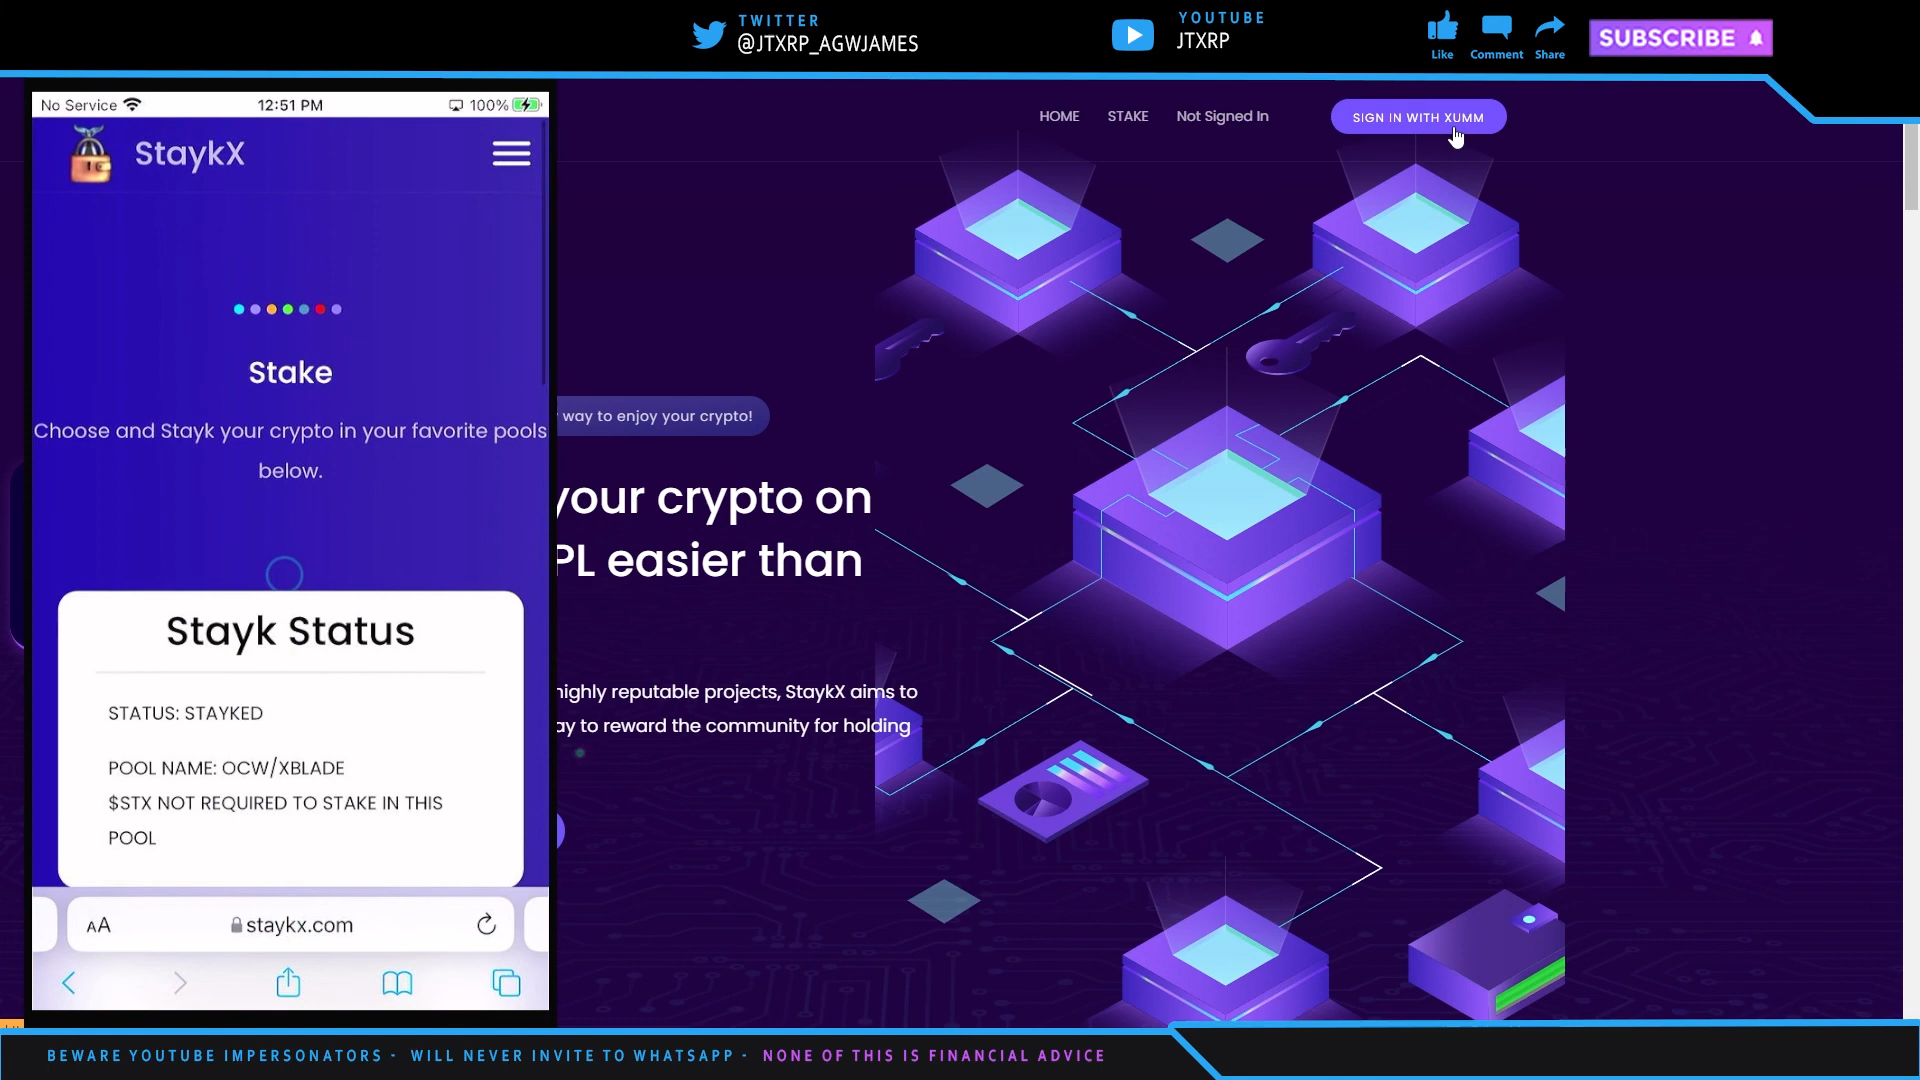 TWITTER
@JTXRP_AGWJAMES
YOUTUBE
JTXRP
Like
Comment
Share
SUBSCRIBE
No Service
12:51 PM
100%
StaykX
Stake
Choose and Stayk your crypto in your favorite pools
below.
Stayk Status
STATUS: STAYKED
POOL NAME: OCW/XBLADE
$STX NOT REQUIRED TO STAKE IN THIS
POOL
AA
staykx.com
HOME
STAKE
Not Signed In
SIGN IN WITH XUMM
way to enjoy your crypto!
your crypto on
PL easier than
highly reputable projects, StaykX aims to
ay to reward the community for holding
BEWARE YOUTUBE IMPERSONATORS - WILL NEVER INVITE TO WHATSAPP - NONE OF THIS IS FINANCIAL ADVICE